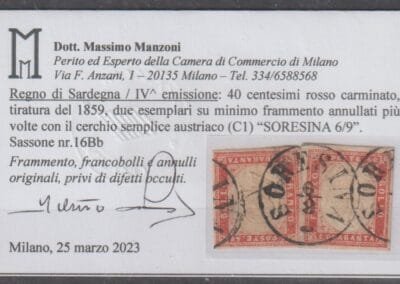 Dott. Massimo Manzoni
Perito ed Esperto della Camera di Commercio di Milano
Via F. Anzani, 1 – 20135 Milano – Tel. 334/6588568
Regno di Sardegna / IV^ emissione: 40 centesimi rosso carminato,
tiratura del 1859, due esemplari su minimo frammento annullati più
volte con il cerchio semplice austriaco (C1) “SORESINA 6/9”.
Sassone nr.16Bb
Frammento, francobolli e annulli
originali, privi di difetti occulti.
Milano, 25 marzo 2023
SORESINA